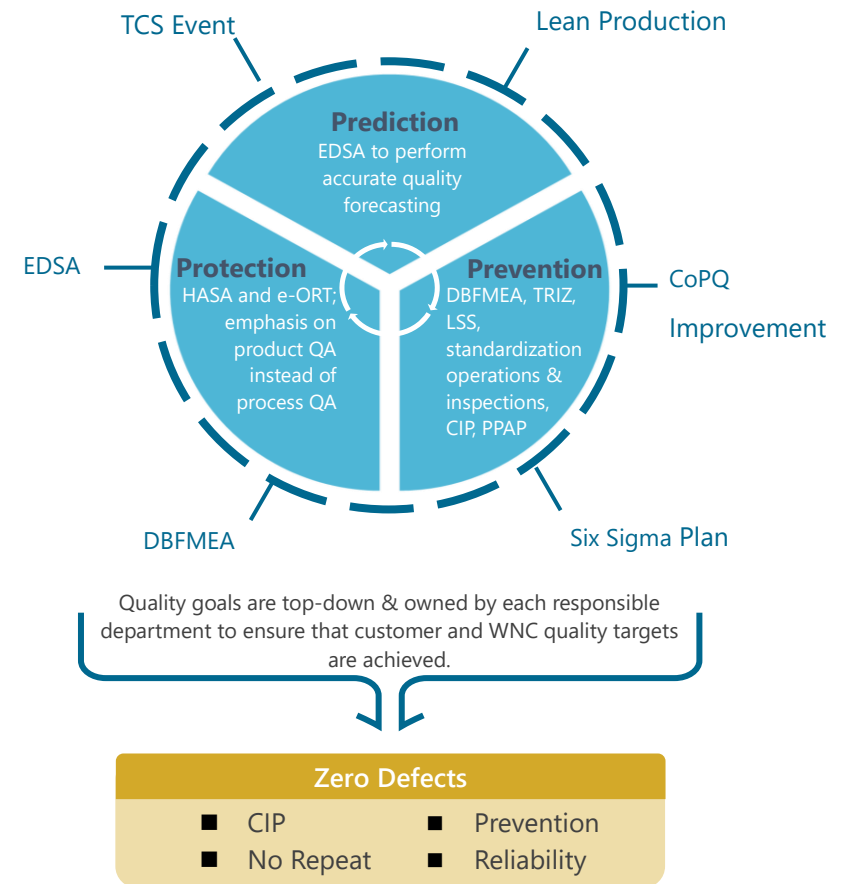 TCS Event
Lean Production
Prediction
EDSA to perform
accurate quality
forecasting
EDSA
Protection
HASA and e-ORT;
emphasis on
product QA
instead of
process QA
Prevention
DBFMEA, TRIZ,
LSS,
standardization
operations &
inspections,
CIP, PPAP
CoPQ
Improvement
DBFMEA
Six Sigma Plan
Quality goals are top-down & owned by each responsible
department to ensure that customer and WNC quality targets
are achieved.
Zero Defects
■ CIP
■ Prevention
■ No Repeat
■ Reliability